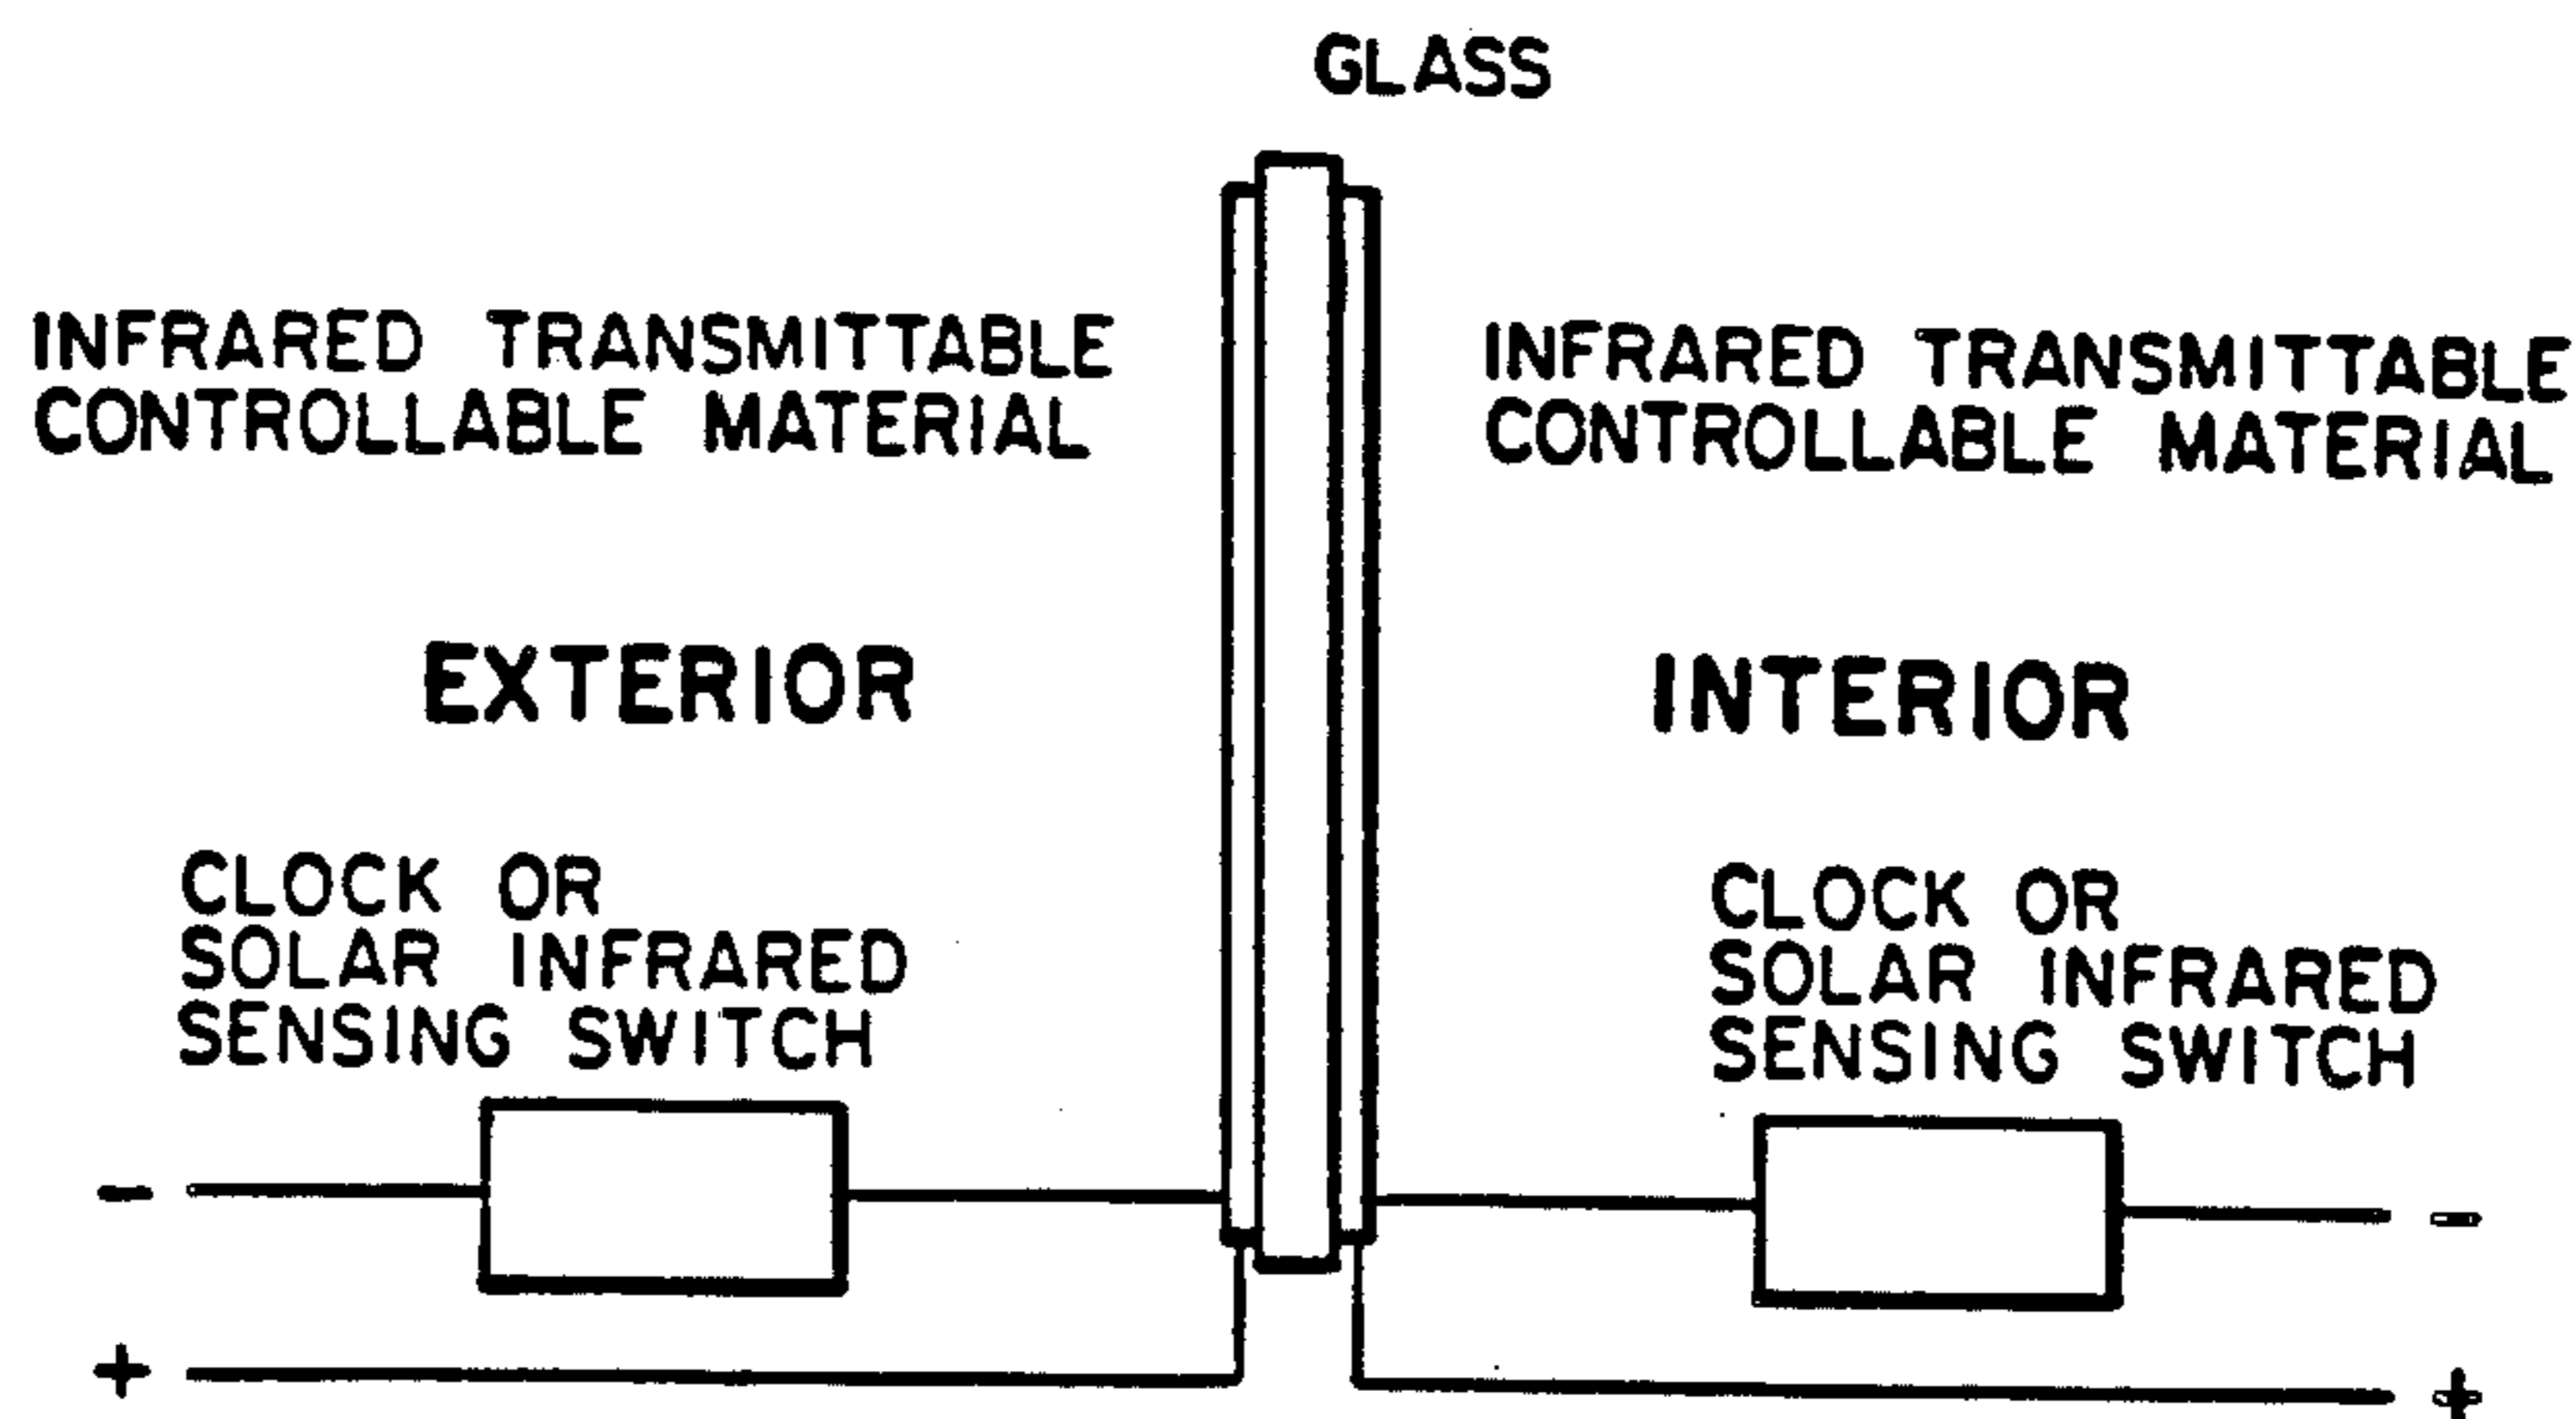 GLASS
INFRARED TRANSMITTABLE
CONTROLLABLE MATERIAL
INFRARED TRANSMITTABLE
CONTROLLABLE MATERIAL
EXTERIOR
INTERIOR
CLOCK OR
SOLAR INFRARED
SENSING SWITCH
CLOCK OR
SOLAR INFRARED
SENSING SWITCH
-
-
+
+